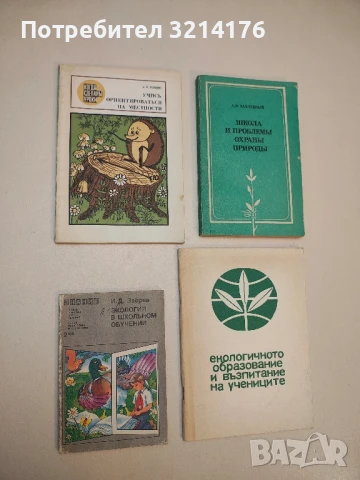 Потребител 3214176
УЧИСЬ
ОРИЕНТИРОВАТЬСЯ
НА МЕСТНОСТИ
ШКОЛА
И ПРОБЛЕМЫ
ОХРАНЫ
ПРИРОДЫ
И. Д. Зверев
ЭКОЛОГИЯ
В ШКОЛЬНОМ
ОБУЧЕНИИ
екологичното
образование
и възпитание
на учениците
BAZAR